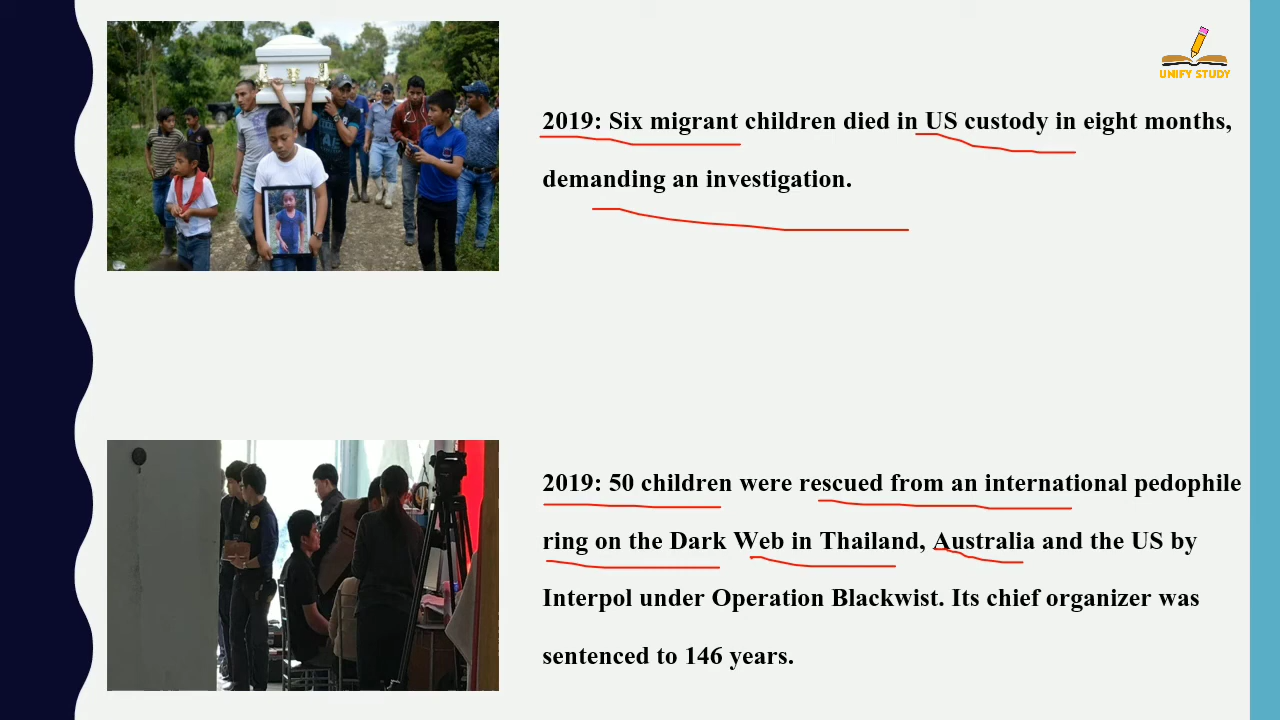 UNIFY STUDY
2019: Six migrant children died in US custody in eight months,
demanding an investigation.
2019: 50 children were rescued from an international pedophile
ring on the Dark Web in Thailand, Australia and the US by
Interpol under Operation Blackwist. Its chief organizer was
sentenced to 146 years.